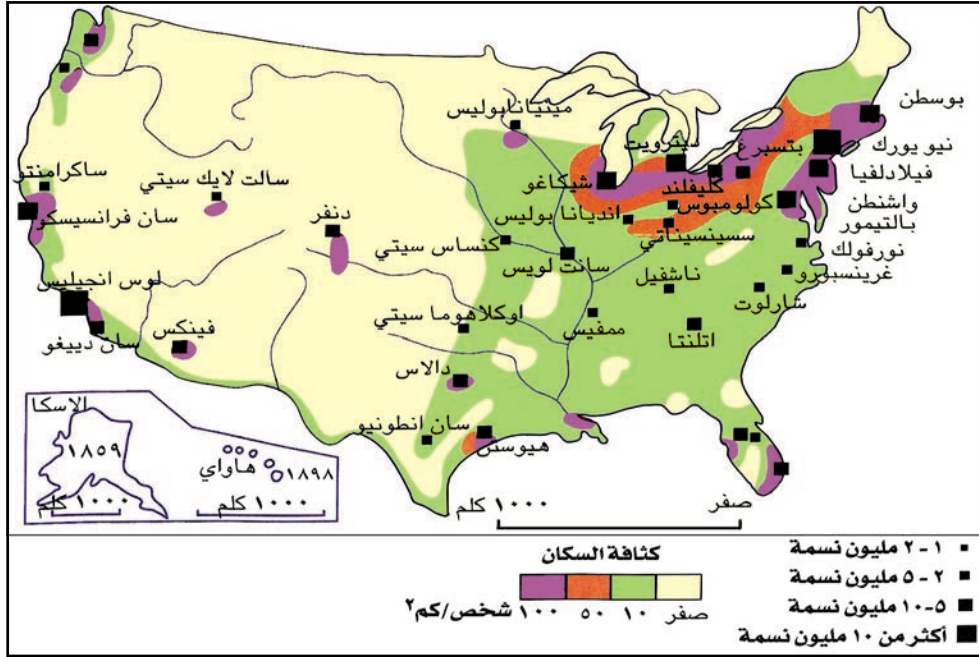 بوسطن
نيو يورك
فيلادلفيا
واشنطن
بالتيمور
نورفولك
غرينسبورو
شارلوت
اتلنتا
مينيانابوليس
ديترويت
بتسبرغ
كليفلند
شيكاغو
كولومبوس
انديانا بوليس
سسينسيناتي
سانت لويس
كنساس سيتي
ناشفيل
ممفيس
اوكلاهوما سيتي
دالاس
سان انطونيو
هيوستن
دنفر
سالت لايك سيتي
ساكرامنتو
سان فرانسيسكو
لوس انجيليس
سان دييغو
فينكس
الاسكا
١٨٥٩
١٠٠٠ كلم
هاواي
١٨٩٨
١٠٠٠ كلم
صفر
١٠٠٠ كلم
كثافة السكان
صفر ١٠ ٥٠ ١٠٠ شخص/كم٢
١ - ٢ مليون نسمة
٢ - ٥ مليون نسمة
٥-١٠ مليون نسمة
أكثر من ١٠ مليون نسمة